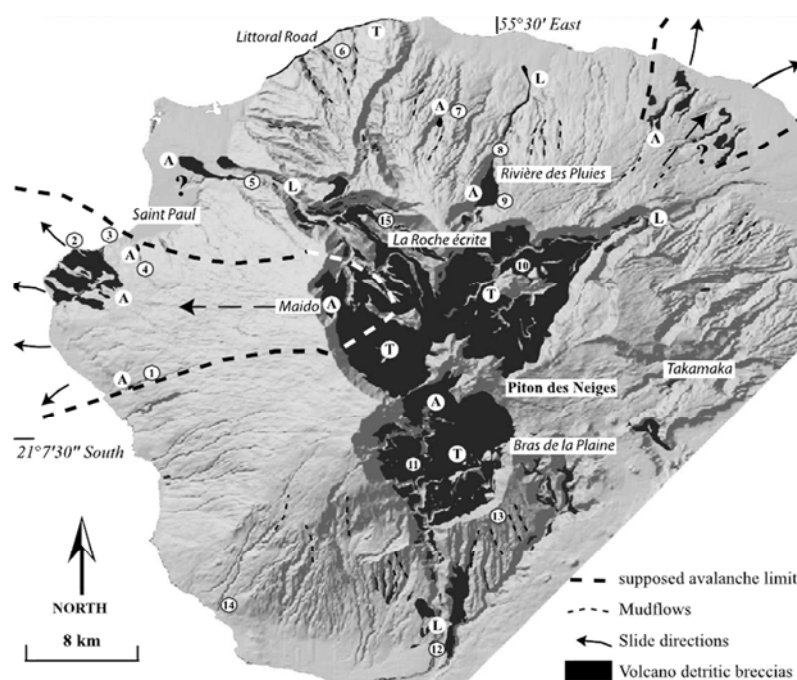 55°30' East
Littoral Road
T
6
L
A
7
A
8
Rivière des Pluies
A
?
A
?
5
L
A
9
Saint Paul
15
La Roche écrite
L
2
3
A
4
10
A
Maido
A
T
T
Takamaka
A
1
Piton des Neiges
A
21°7'30" South
Bras de la Plaine
11
T
13
NORTH
8 km
14
L
12
supposed avalanche limit
Mudflows
Slide directions
Volcano detritic breccias